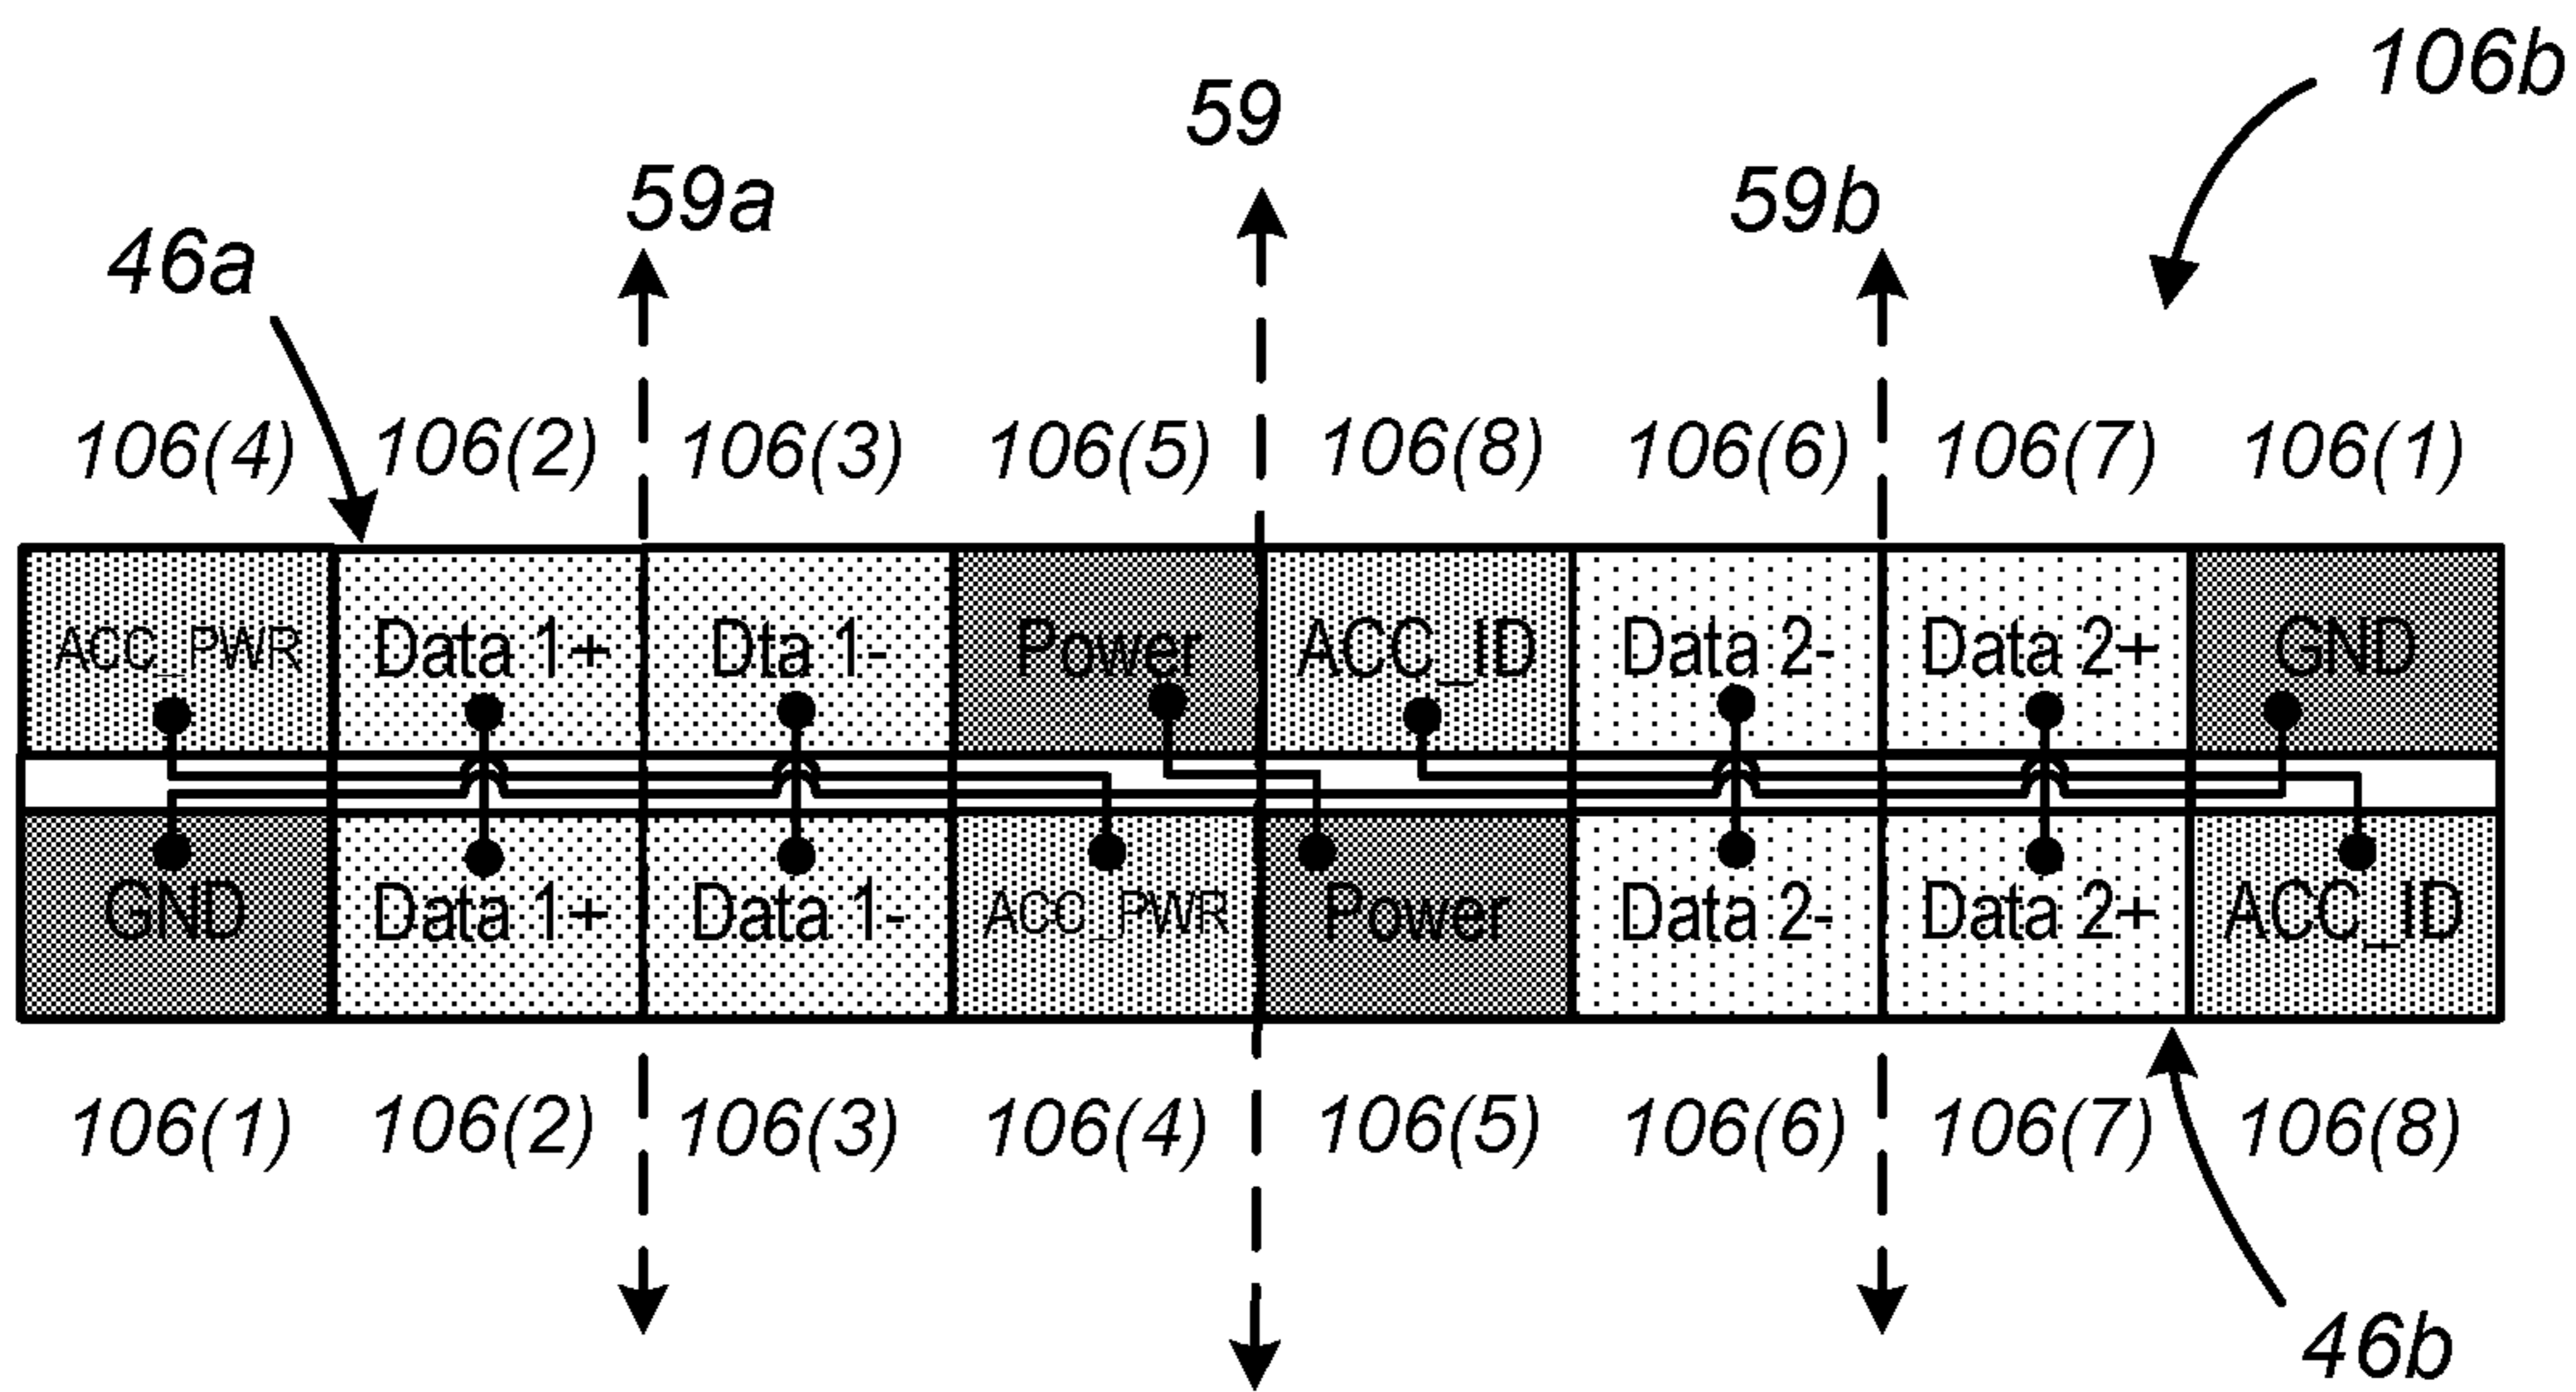 106b
59
59a
59b
46a
106(4) 106(2) 106(3) 106(5) 106(8) 106(6) 106(7) 106(1)
ACC_PWR Data 1+ Dta 1- Power ACC_ID Data 2- Data 2+ GND
GND Data 1+ Data 1- ACC_PWR Power Data 2- Data 2+ ACC_ID
106(1) 106(2) 106(3) 106(4) 106(5) 106(6) 106(7) 106(8)
46b